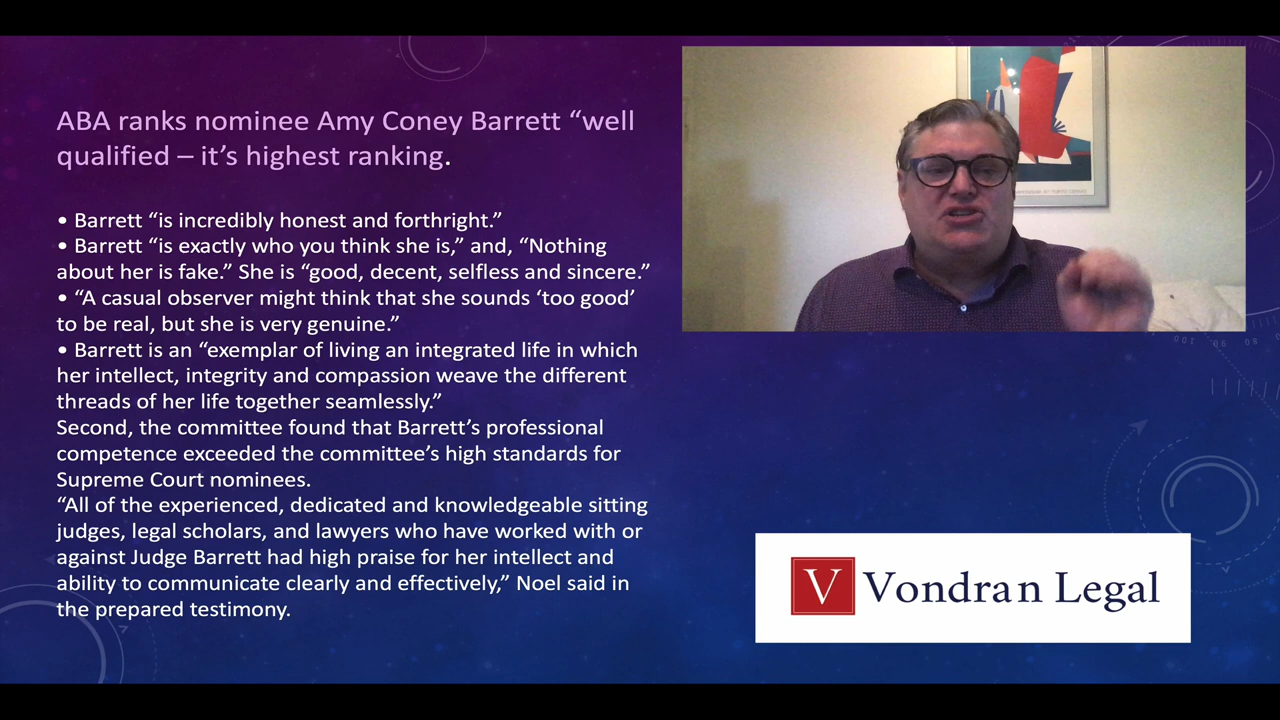 ABA ranks nominee Amy Coney Barrett “well
qualified – it’s highest ranking.
• Barrett “is incredibly honest and forthright.”
• Barrett “is exactly who you think she is,” and, “Nothing
about her is fake.” She is “good, decent, selfless and sincere.”
• “A casual observer might think that she sounds ‘too good’
to be real, but she is very genuine.”
• Barrett is an “exemplar of living an integrated life in which
her intellect, integrity and compassion weave the different
threads of her life together seamlessly.”
Second, the committee found that Barrett’s professional
competence exceeded the committee’s high standards for
Supreme Court nominees.
“All of the experienced, dedicated and knowledgeable sitting
judges, legal scholars, and lawyers who have worked with or
against Judge Barrett had high praise for her intellect and
ability to communicate clearly and effectively,” Noel said in
the prepared testimony.
V Vondran Legal